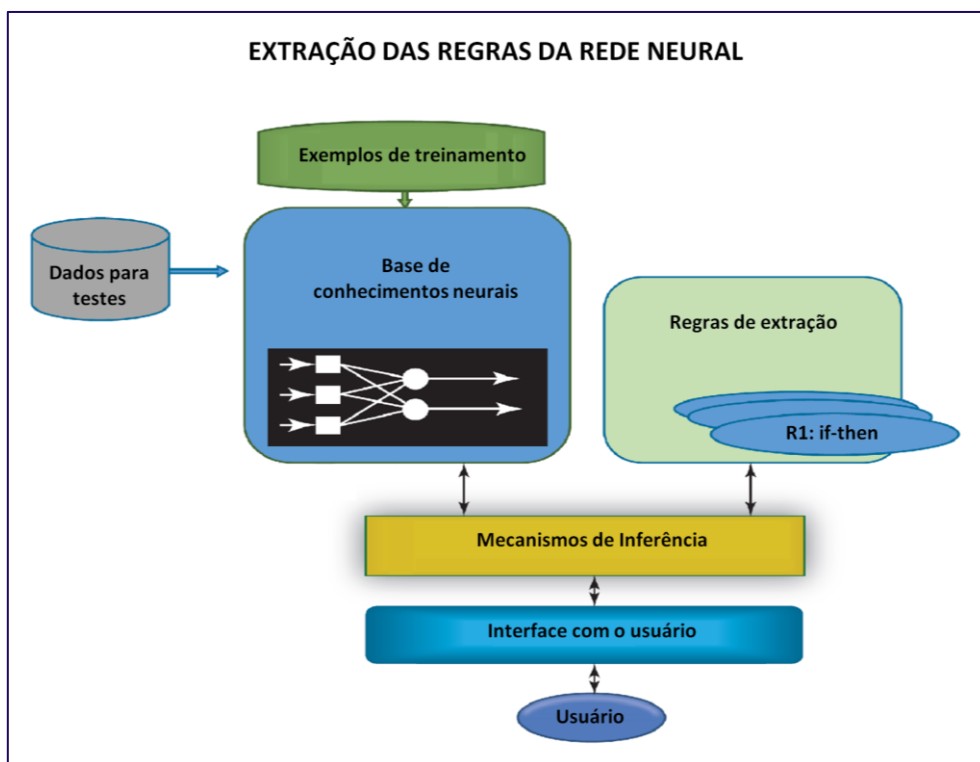 EXTRAÇÃO DAS REGRAS DA REDE NEURAL
Exemplos de treinamento
Dados para
testes
Base de
conhecimentos neurais
Regras de extração
R1: if-then
Mecanismos de Inferência
Interface com o usuário
Usuário